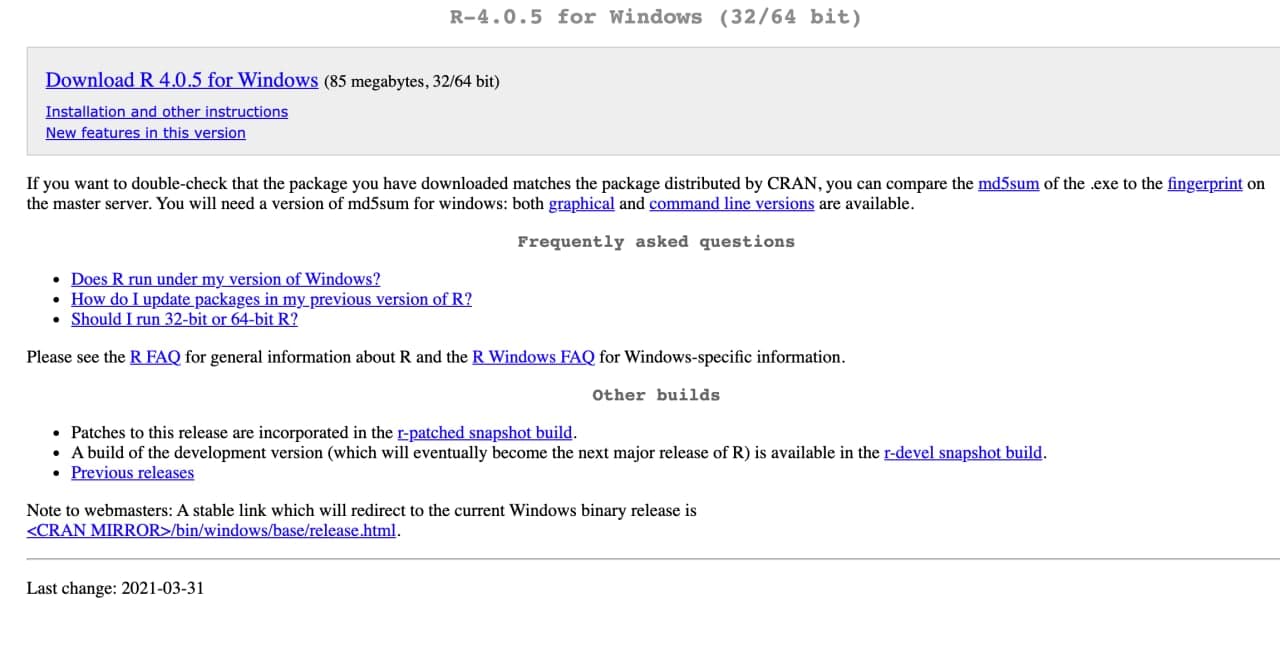 R-4.0.5 for Windows (32/64 bit)
Download R 4.0.5 for Windows (85 megabytes, 32/64 bit)
Installation and other instructions
New features in this version
If you want to double-check that the package you have downloaded matches the package distributed by CRAN, you can compare the md5sum of the .exe to the fingerprint on
the master server. You will need a version of md5sum for windows: both graphical and command line versions are available.
Frequently asked questions
• Does R run under my version of Windows?
• How do I update packages in my previous version of R?
• Should I run 32-bit or 64-bit R?
Please see the R FAQ for general information about R and the R Windows FAQ for Windows-specific information.
Other builds
• Patches to this release are incorporated in the r-patched snapshot build.
• A build of the development version (which will eventually become the next major release of R) is available in the r-devel snapshot build.
• Previous releases
Note to webmasters: A stable link which will redirect to the current Windows binary release is
<CRAN MIRROR>/bin/windows/base/release.html.
Last change: 2021-03-31